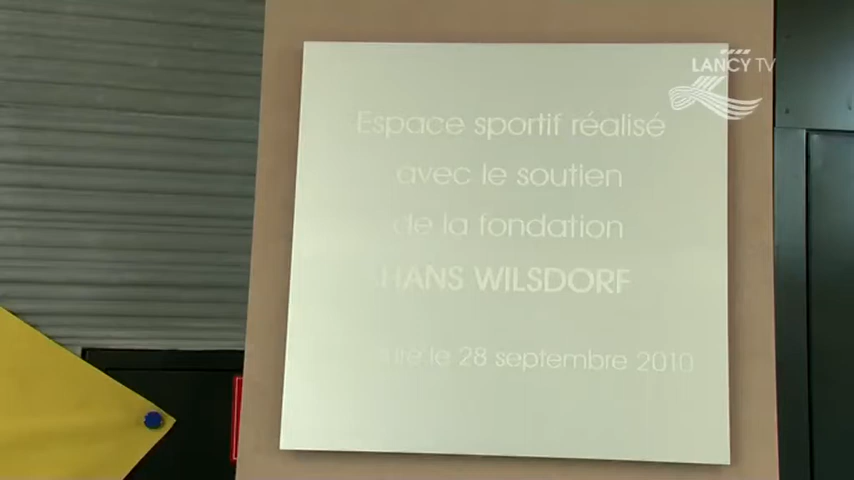 LANCY TV
Espace sportif réalisé
avec le soutien
de la fondation
HANS WILSDORF
le 28 septembre 2010